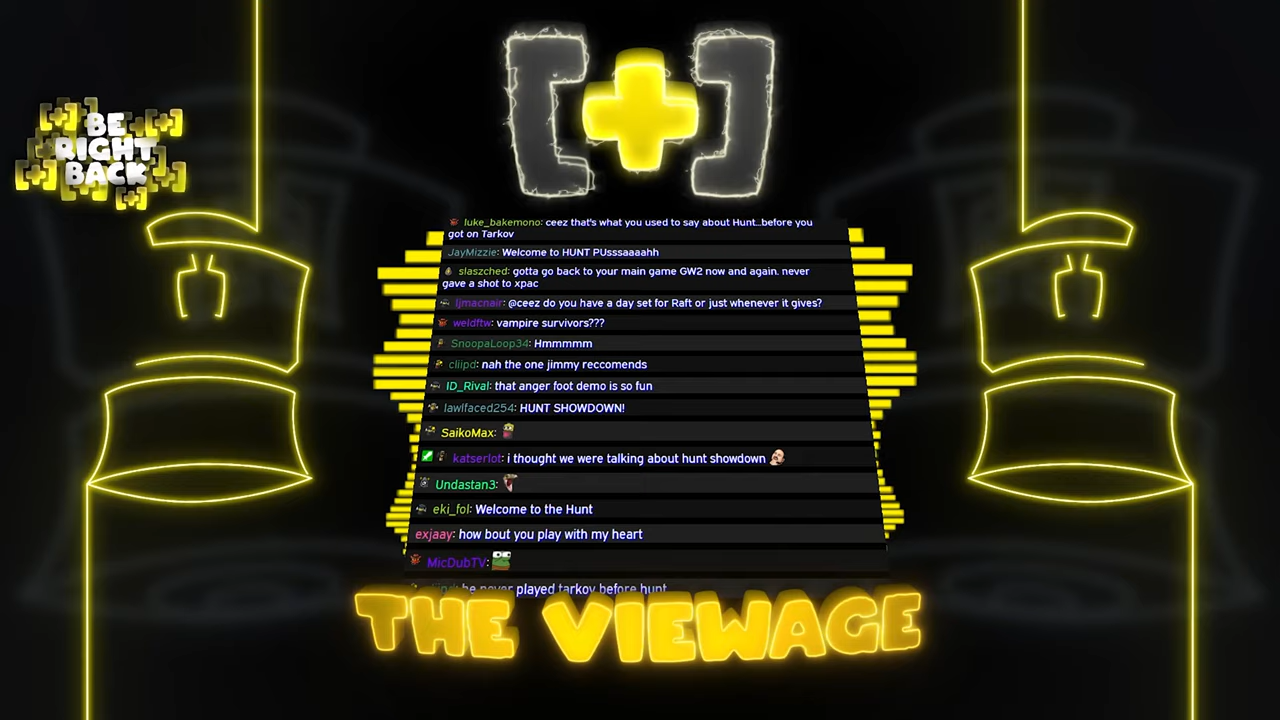 BE
RIGHT
BACK
luke_bakemono: ceez that's what you used to say about Hunt..before you
got on Tarkov
JayMizzie: Welcome to HUNT PUsssaaaahh
slaszched: gotta go back to your main game GW2 now and again. never
gave a shot to xpac
ljmacnair: @ceez do you have a day set for Raft or just whenever it gives?
weldftw: vampire survivors???
SnoopaLoop34: Hmmmmm
cliipd: nah the one jimmy reccomends
ID_Rival: that anger foot demo is so fun
lawlfaced254: HUNT SHOWDOWN!
SaikoMax:
katserlot: i thought we were talking about hunt showdown
Undastan3:
eki_fol: Welcome to the Hunt
exjaay: how bout you play with my heart
MicDubTV:
he never played tarkov before hunt
THE VIEWAGE